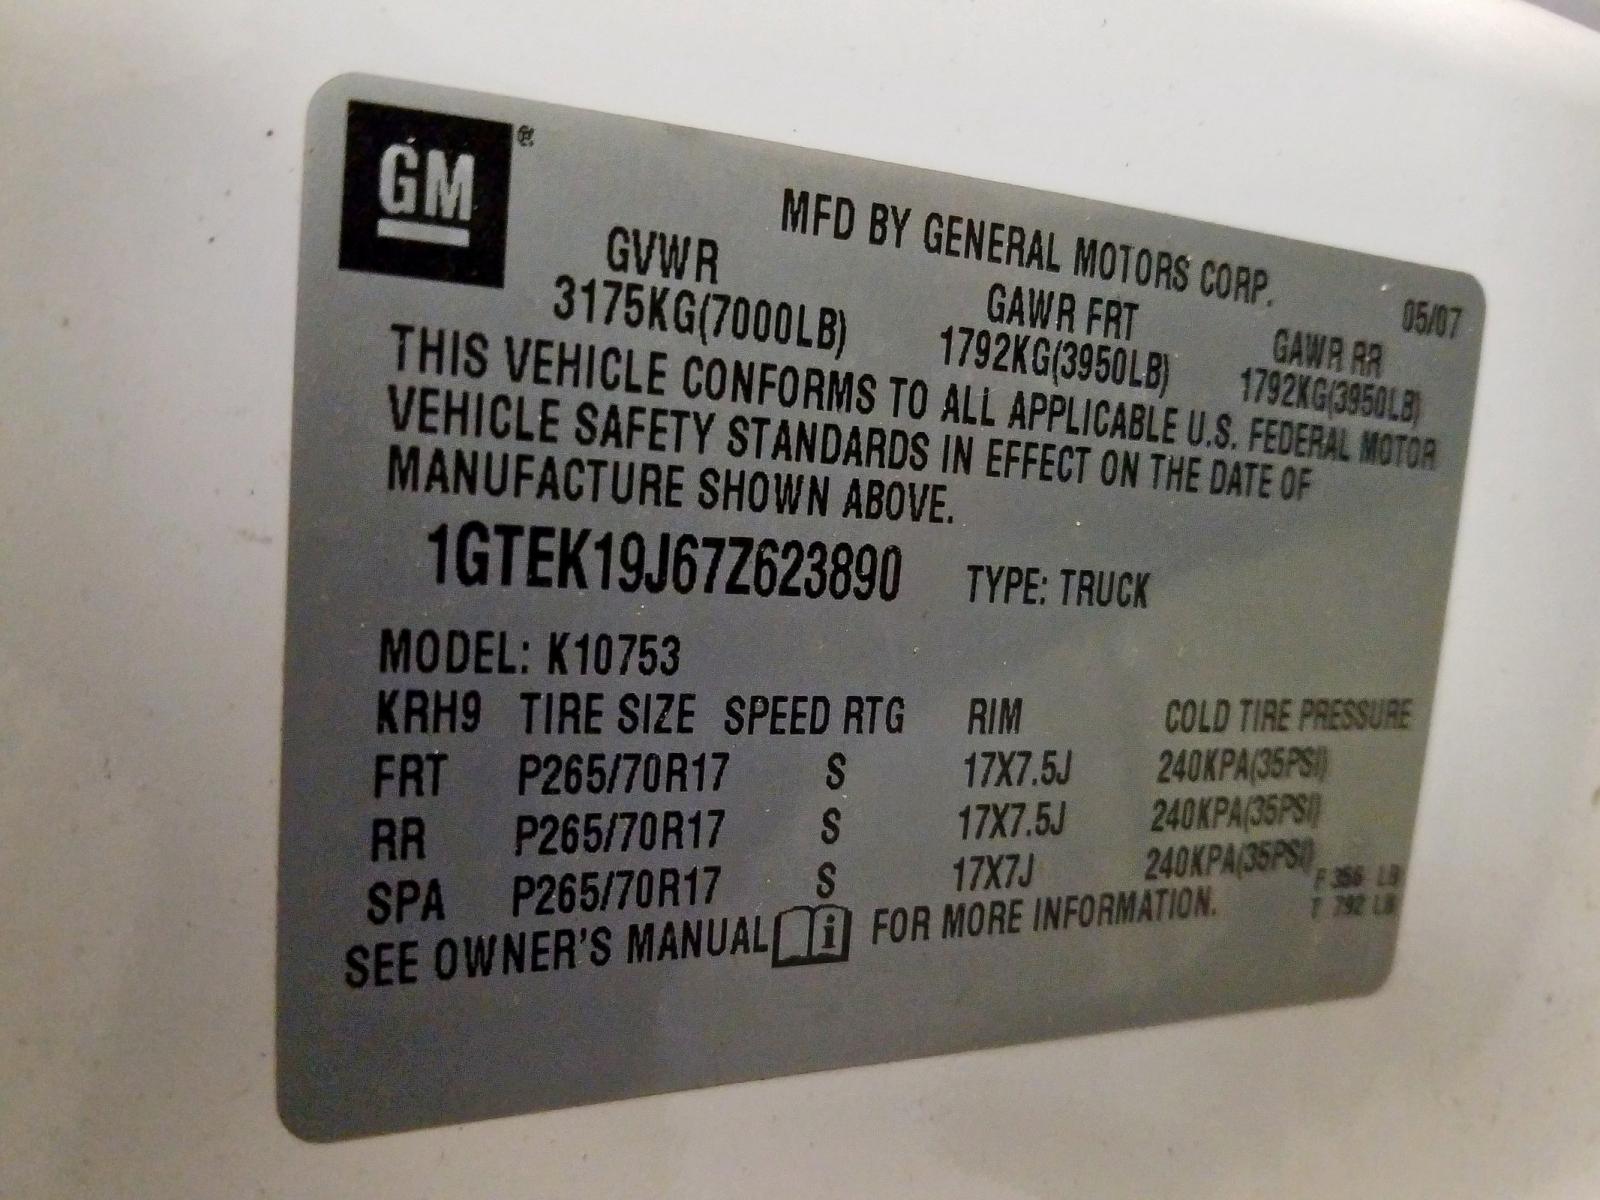 GM ®
MFD BY GENERAL MOTORS CORP.
05/07
GVWR GAWR FRT GAWR RR
3175KG(7000LB) 1792KG(3950LB) 1792KG(3950LB)
THIS VEHICLE CONFORMS TO ALL APPLICABLE U.S. FEDERAL MOTOR
VEHICLE SAFETY STANDARDS IN EFFECT ON THE DATE OF
MANUFACTURE SHOWN ABOVE.
1GTEK19J67Z623890 TYPE: TRUCK
MODEL: K10753
KRH9 TIRE SIZE SPEED RTG RIM COLD TIRE PRESSURE
FRT P265/70R17 S 17X7.5J 240KPA(35PSI)
RR P265/70R17 S 17X7.5J 240KPA(35PSI)
SPA P265/70R17 S 17X7J 240KPA(35PSI)
LB
T 792 LB
SEE OWNER'S MANUAL i FOR MORE INFORMATION.